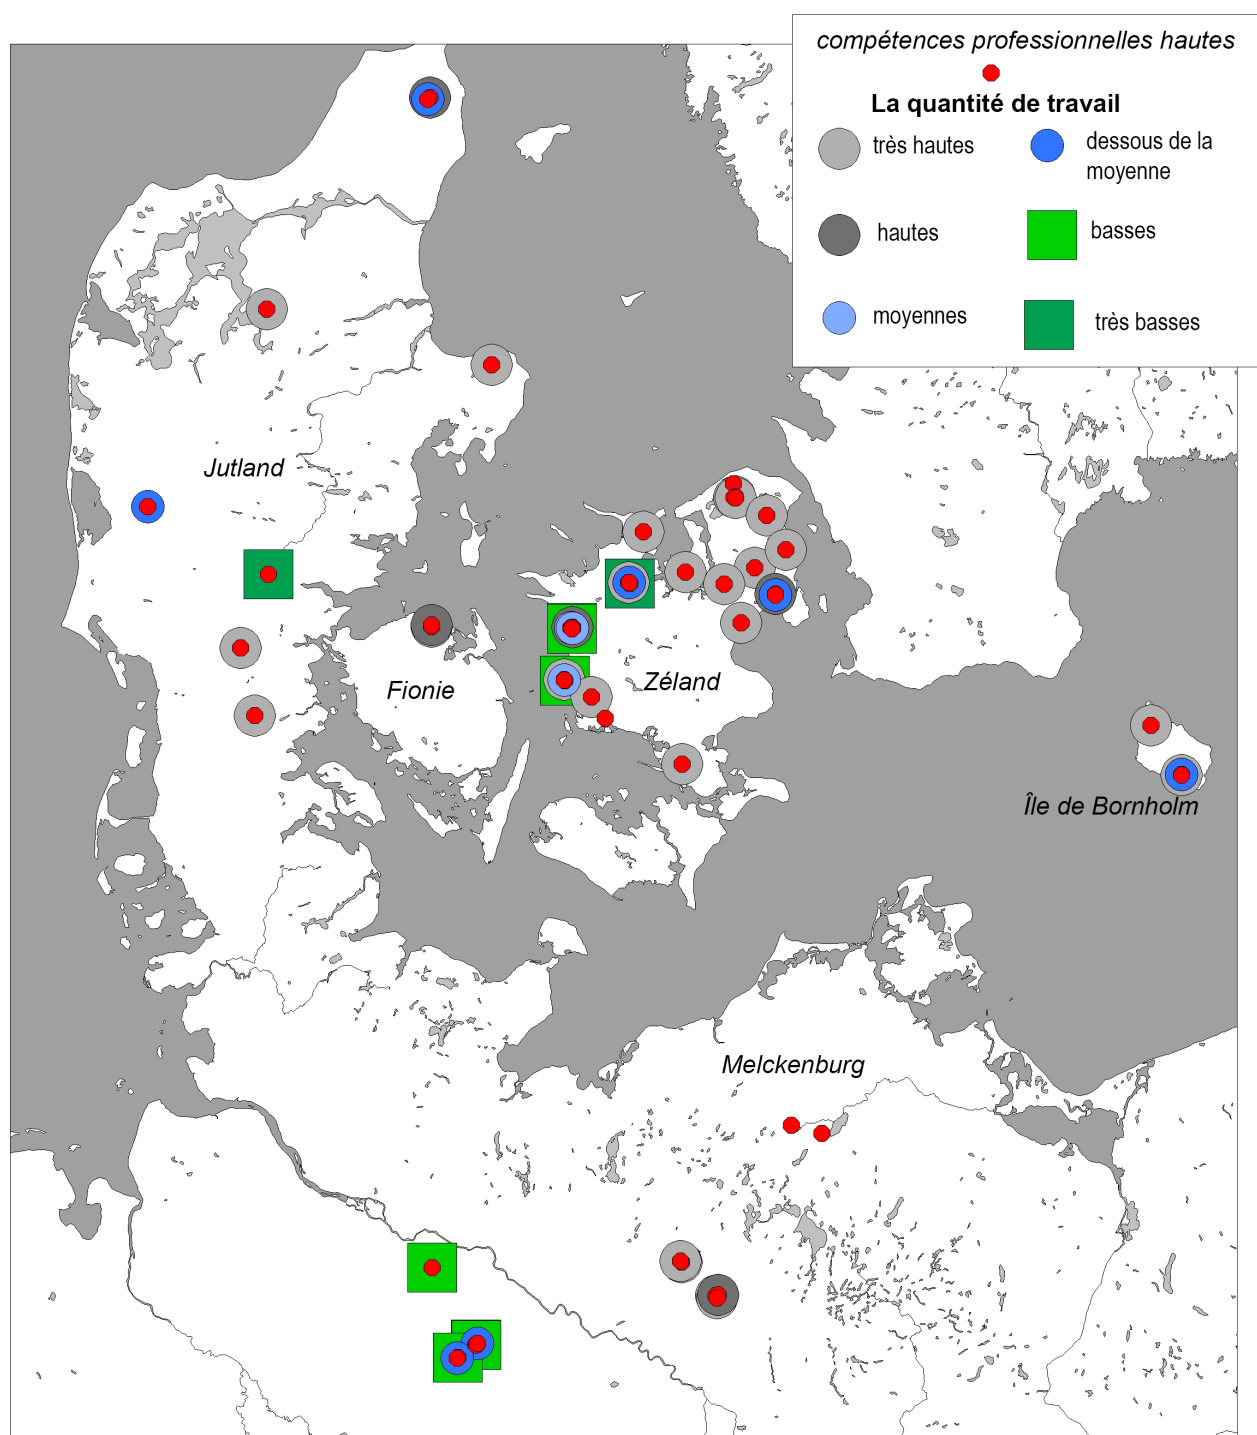 compétences professionnelles hautes
La quantité de travail
très hautes
dessous de la
moyenne
hautes
basses
moyennes
très basses
Jutland
Fionie
Zéland
Île de Bornholm
Melckenburg